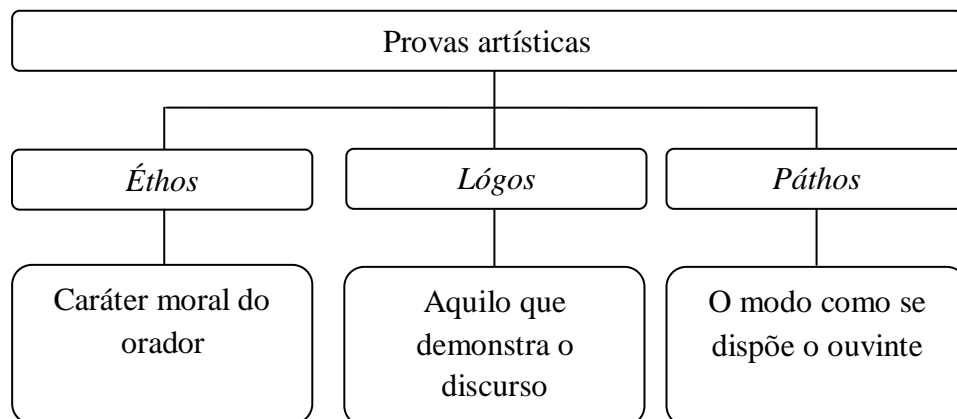 Provas artísticas
Éthos
Lógos
Páthos
Caráter moral do
orador
Aquilo que
demonstra o
discurso
O modo como se
dispõe o ouvinte